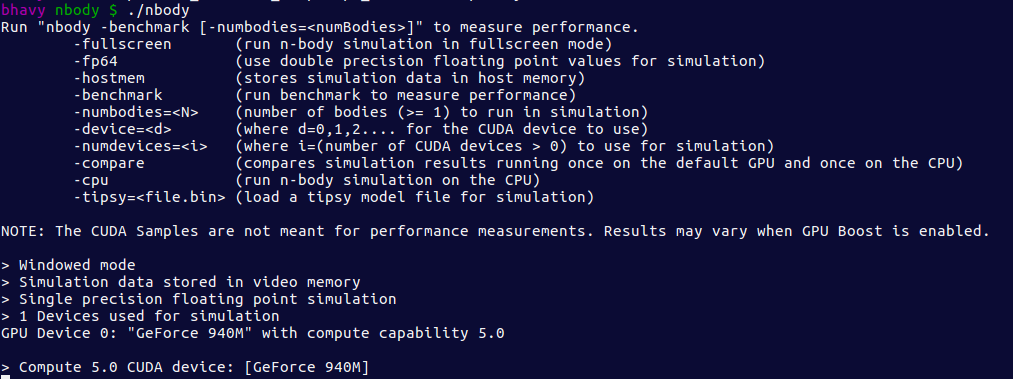 bhavy nbody $ ./nbody
Run "nbody -benchmark [-numbodies=<numBodies>]" to measure performance.
-fullscreen (run n-body simulation in fullscreen mode)
-fp64 (use double precision floating point values for simulation)
-hostmem (stores simulation data in host memory)
-benchmark (run benchmark to measure performance)
-numbodies=<N> (number of bodies (>= 1) to run in simulation)
-device=<d> (where d=0,1,2.... for the CUDA device to use)
-numdevices=<i> (where i=(number of CUDA devices > 0) to use for simulation)
-compare (compares simulation results running once on the default GPU and once on the CPU)
-cpu (run n-body simulation on the CPU)
-tipsy=<file.bin> (load a tipsy model file for simulation)
NOTE: The CUDA Samples are not meant for performance measurements. Results may vary when GPU Boost is enabled.
> Windowed mode
> Simulation data stored in video memory
> Single precision floating point simulation
> 1 Devices used for simulation
GPU Device 0: "GeForce 940M" with compute capability 5.0
> Compute 5.0 CUDA device: [GeForce 940M]